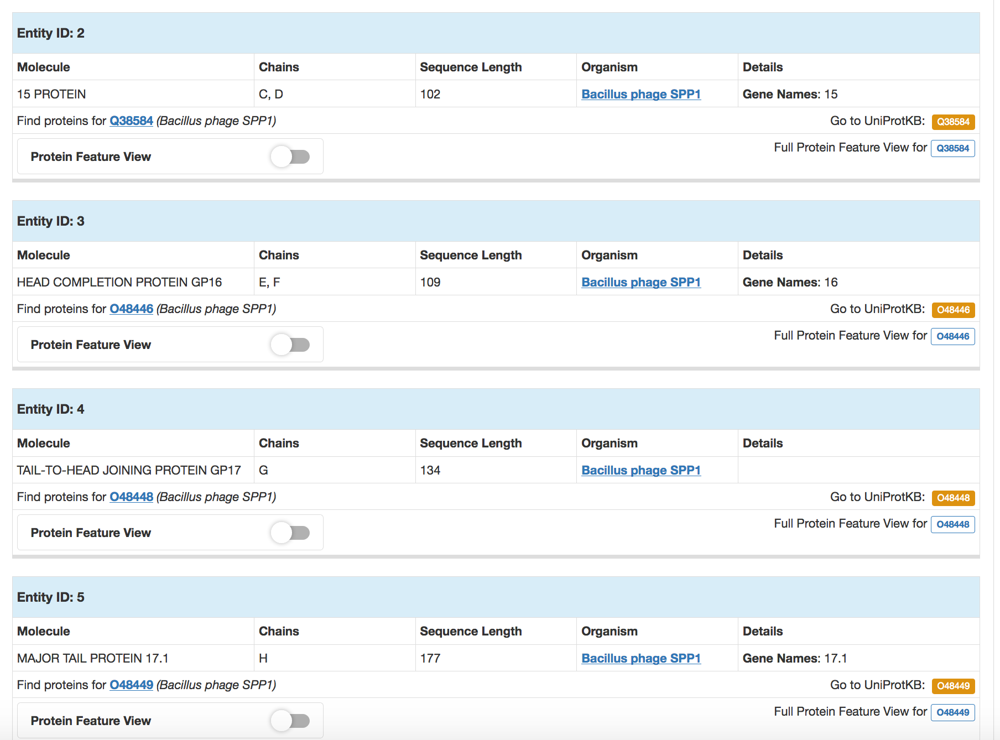 Entity ID: 2
Molecule Chains Sequence Length Organism Details
15 PROTEIN C, D 102 Bacillus phage SPP1 Gene Names: 15
Find proteins for Q38584 (Bacillus phage SPP1) Go to UniProtKB: Q38584
Protein Feature View Full Protein Feature View for Q38584
Entity ID: 3
Molecule Chains Sequence Length Organism Details
HEAD COMPLETION PROTEIN GP16 E, F 109 Bacillus phage SPP1 Gene Names: 16
Find proteins for O48446 (Bacillus phage SPP1) Go to UniProtKB: O48446
Protein Feature View Full Protein Feature View for O48446
Entity ID: 4
Molecule Chains Sequence Length Organism Details
TAIL-TO-HEAD JOINING PROTEIN GP17 G 134 Bacillus phage SPP1
Find proteins for O48448 (Bacillus phage SPP1) Go to UniProtKB: O48448
Protein Feature View Full Protein Feature View for O48448
Entity ID: 5
Molecule Chains Sequence Length Organism Details
MAJOR TAIL PROTEIN 17.1 H 177 Bacillus phage SPP1 Gene Names: 17.1
Find proteins for O48449 (Bacillus phage SPP1) Go to UniProtKB: O48449
Protein Feature View Full Protein Feature View for O48449